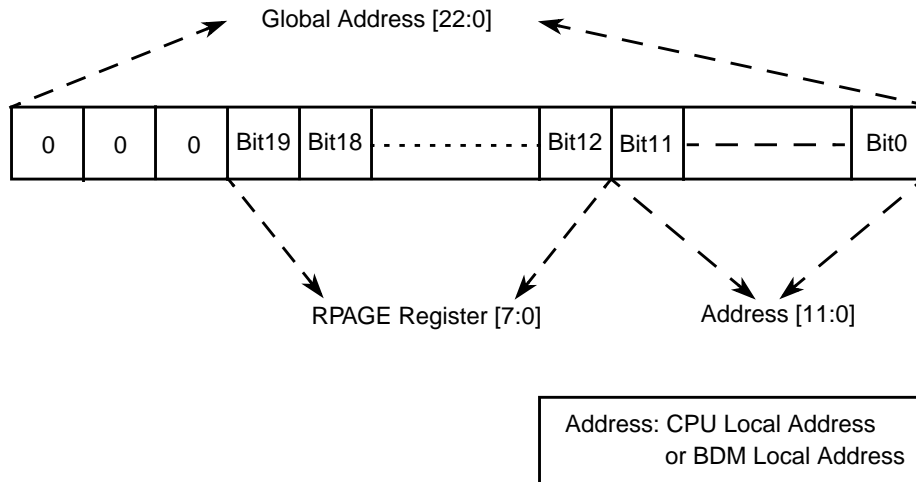 Global Address [22:0]
0 0 0 Bit19 Bit18 Bit12 Bit11 Bit0
RPAGE Register [7:0] Address [11:0]
Address: CPU Local Address
or BDM Local Address